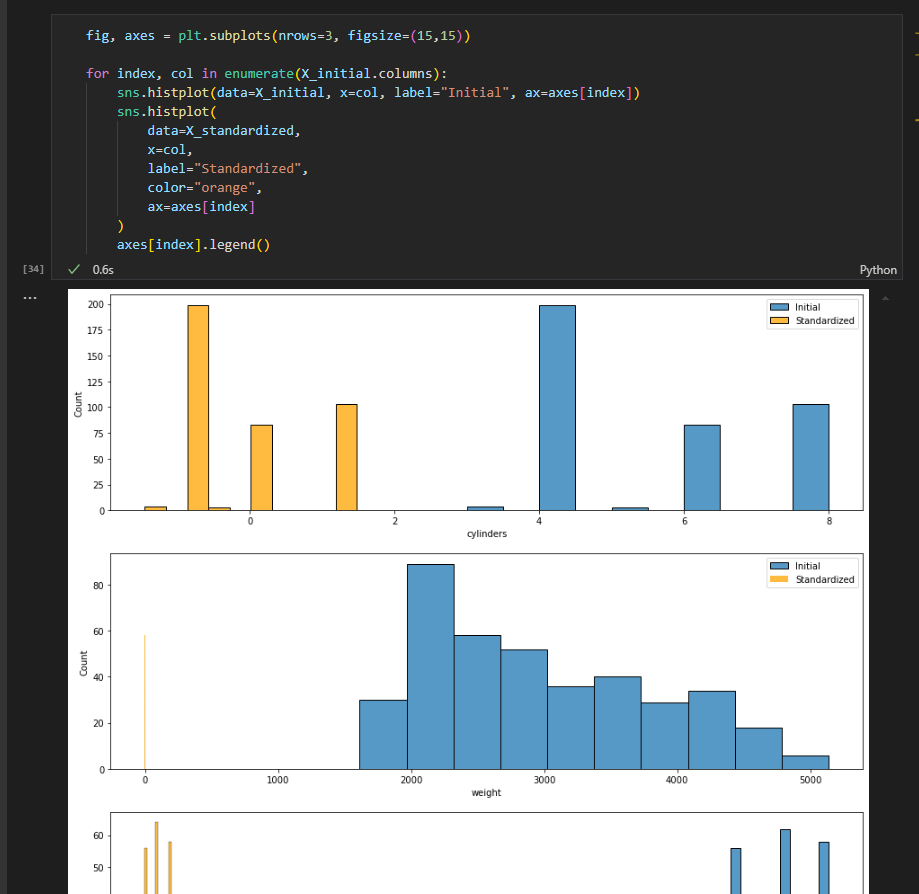 fig, axes = plt.subplots(nrows=3, figsize=(15,15))
for index, col in enumerate(X_initial.columns):
sns.histplot(data=X_initial, x=col, label="Initial", ax=axes[index])
sns.histplot(
data=X_standardized,
x=col,
label="Standardized",
color="orange",
ax=axes[index]
)
axes[index].legend()
[34]
0.6s
Python
...
200
175
150
125
100
75
50
25
0
Count
Initial
Standardized
0 2 4 6 8
cylinders
80
60
40
20
0
Count
Initial
Standardized
0 1000 2000 3000 4000 5000
weight
60
50